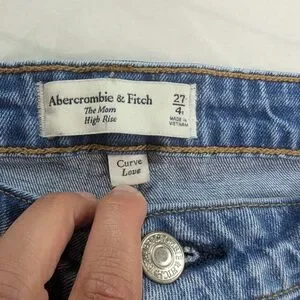 Abercrombie & Fitch
The Mom
High Rise
27
4
MADE IN
VIETNAM
Curve
Love